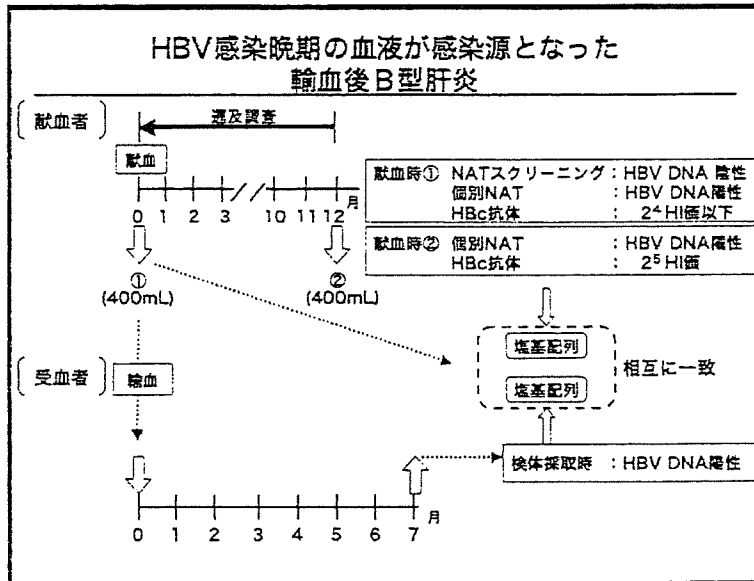 HBV感染晩期の血液が感染源となった
輸血後B型肝炎
献血者
遡及調査
献血
0 1 2 3 10 11 12 月
献血時① NATスクリーニング：HBV DNA 陰性
個別NAT ：HBV DNA陽性
HBc抗体 ： 2⁴ HI価以下
献血時② 個別NAT ：HBV DNA陽性
HBc抗体 ： 2⁵ HI価
① ②
(400mL) (400mL)
塩基配列
塩基配列
相互に一致
受血者
輸血
検体採取時 ：HBV DNA陽性
0 1 2 3 4 5 6 7 月